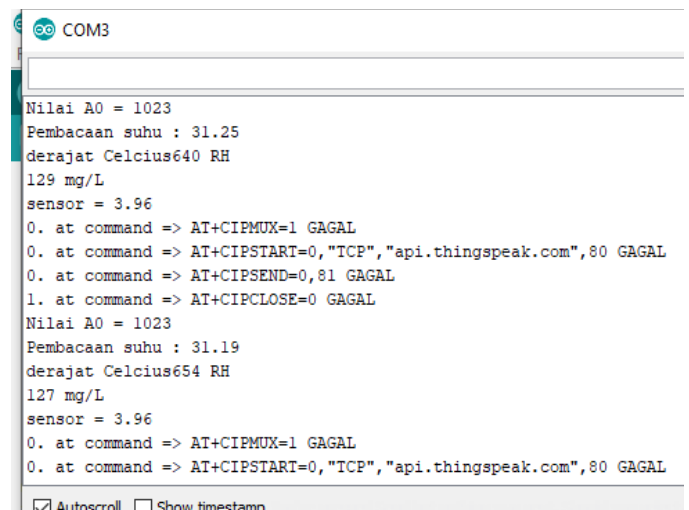 COM3
Nilai A0 = 1023
Pembacaan suhu : 31.25
derajat Celcius640 RH
129 mg/L
sensor = 3.96
0. at command => AT+CIPMUX=1 GAGAL
0. at command => AT+CIPSTART=0,"TCP","api.thingspeak.com",80 GAGAL
0. at command => AT+CIPSEND=0,81 GAGAL
1. at command => AT+CIPCLOSE=0 GAGAL
Nilai A0 = 1023
Pembacaan suhu : 31.19
derajat Celcius654 RH
127 mg/L
sensor = 3.96
0. at command => AT+CIPMUX=1 GAGAL
0. at command => AT+CIPSTART=0,"TCP","api.thingspeak.com",80 GAGAL
Autoscroll Show timestamp